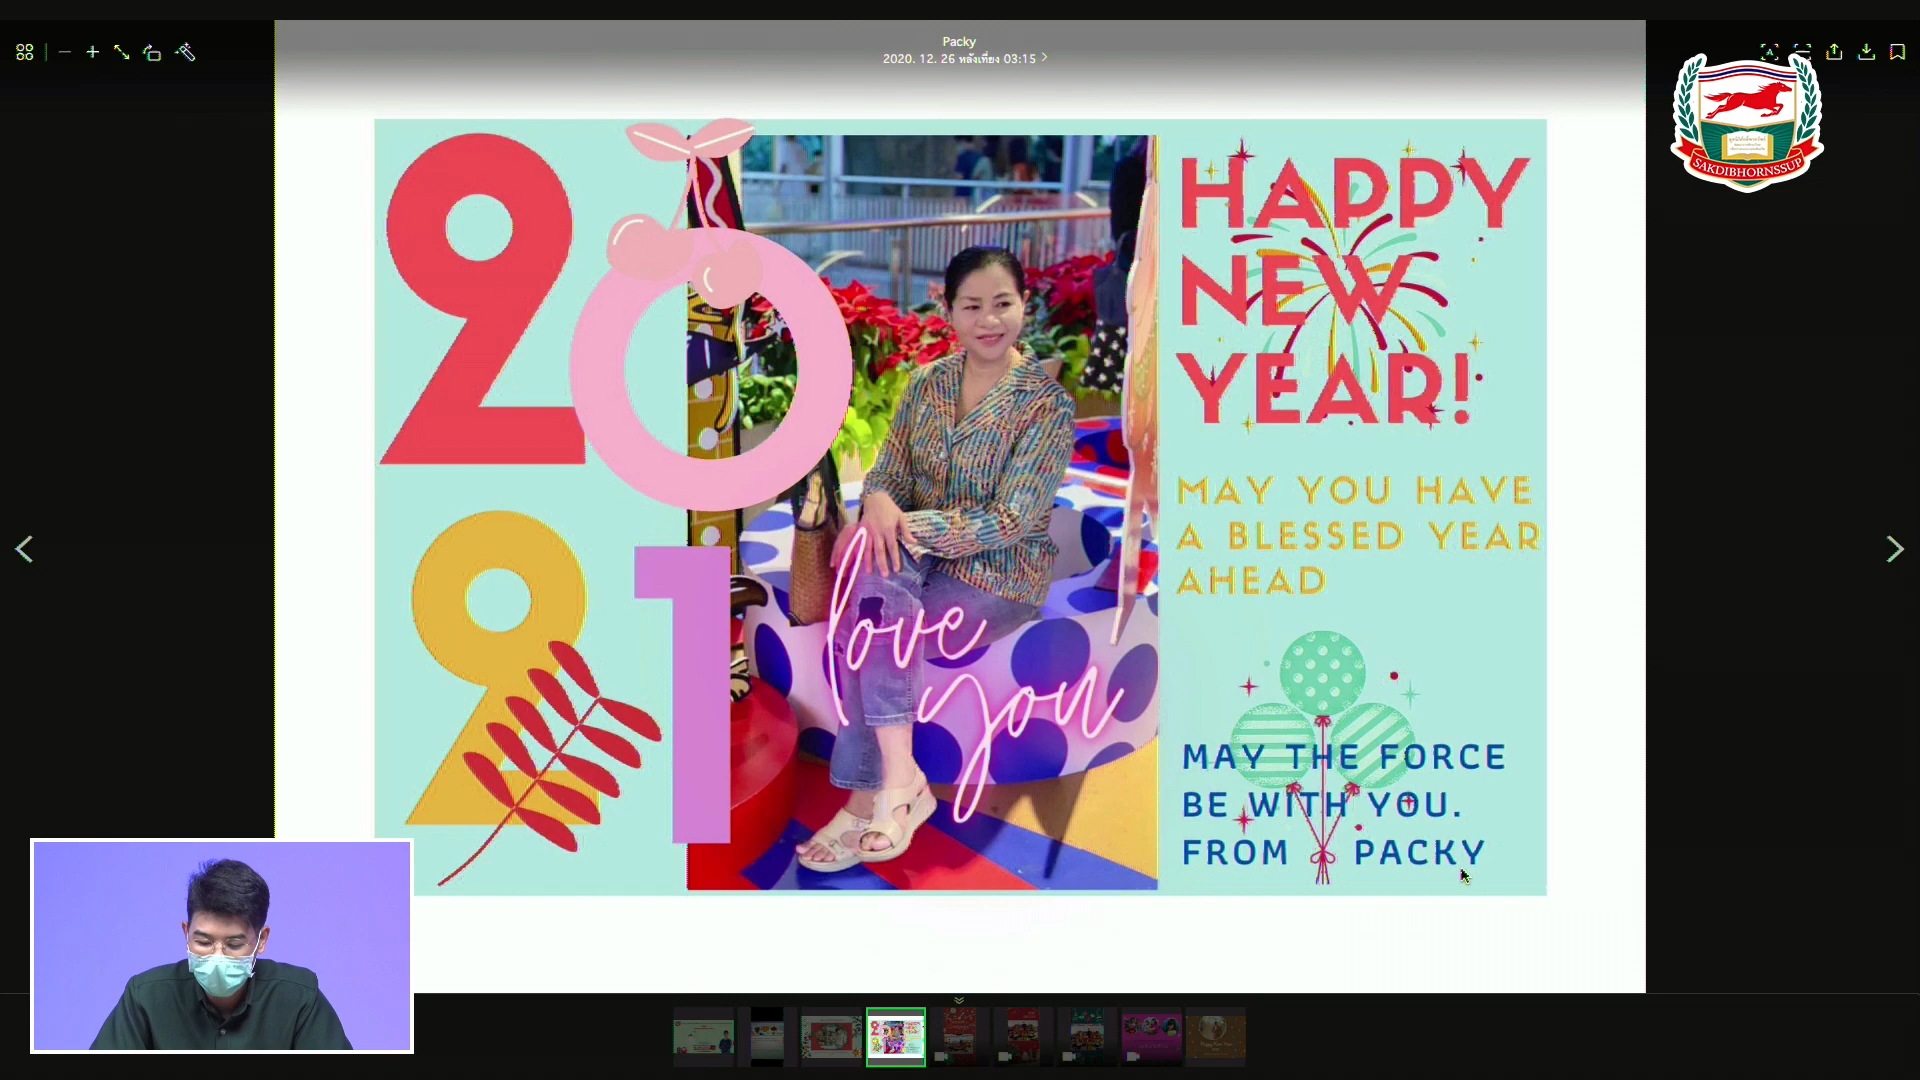 Packy
2020. 12. 26 หลังเที่ยง 03:15
SAKDIBHORNSSUP
2021
HAPPY
NEW
YEAR!
MAY YOU HAVE
A BLESSED YEAR
AHEAD
love
you
MAY THE FORCE
BE WITH YOU.
FROM PACKY